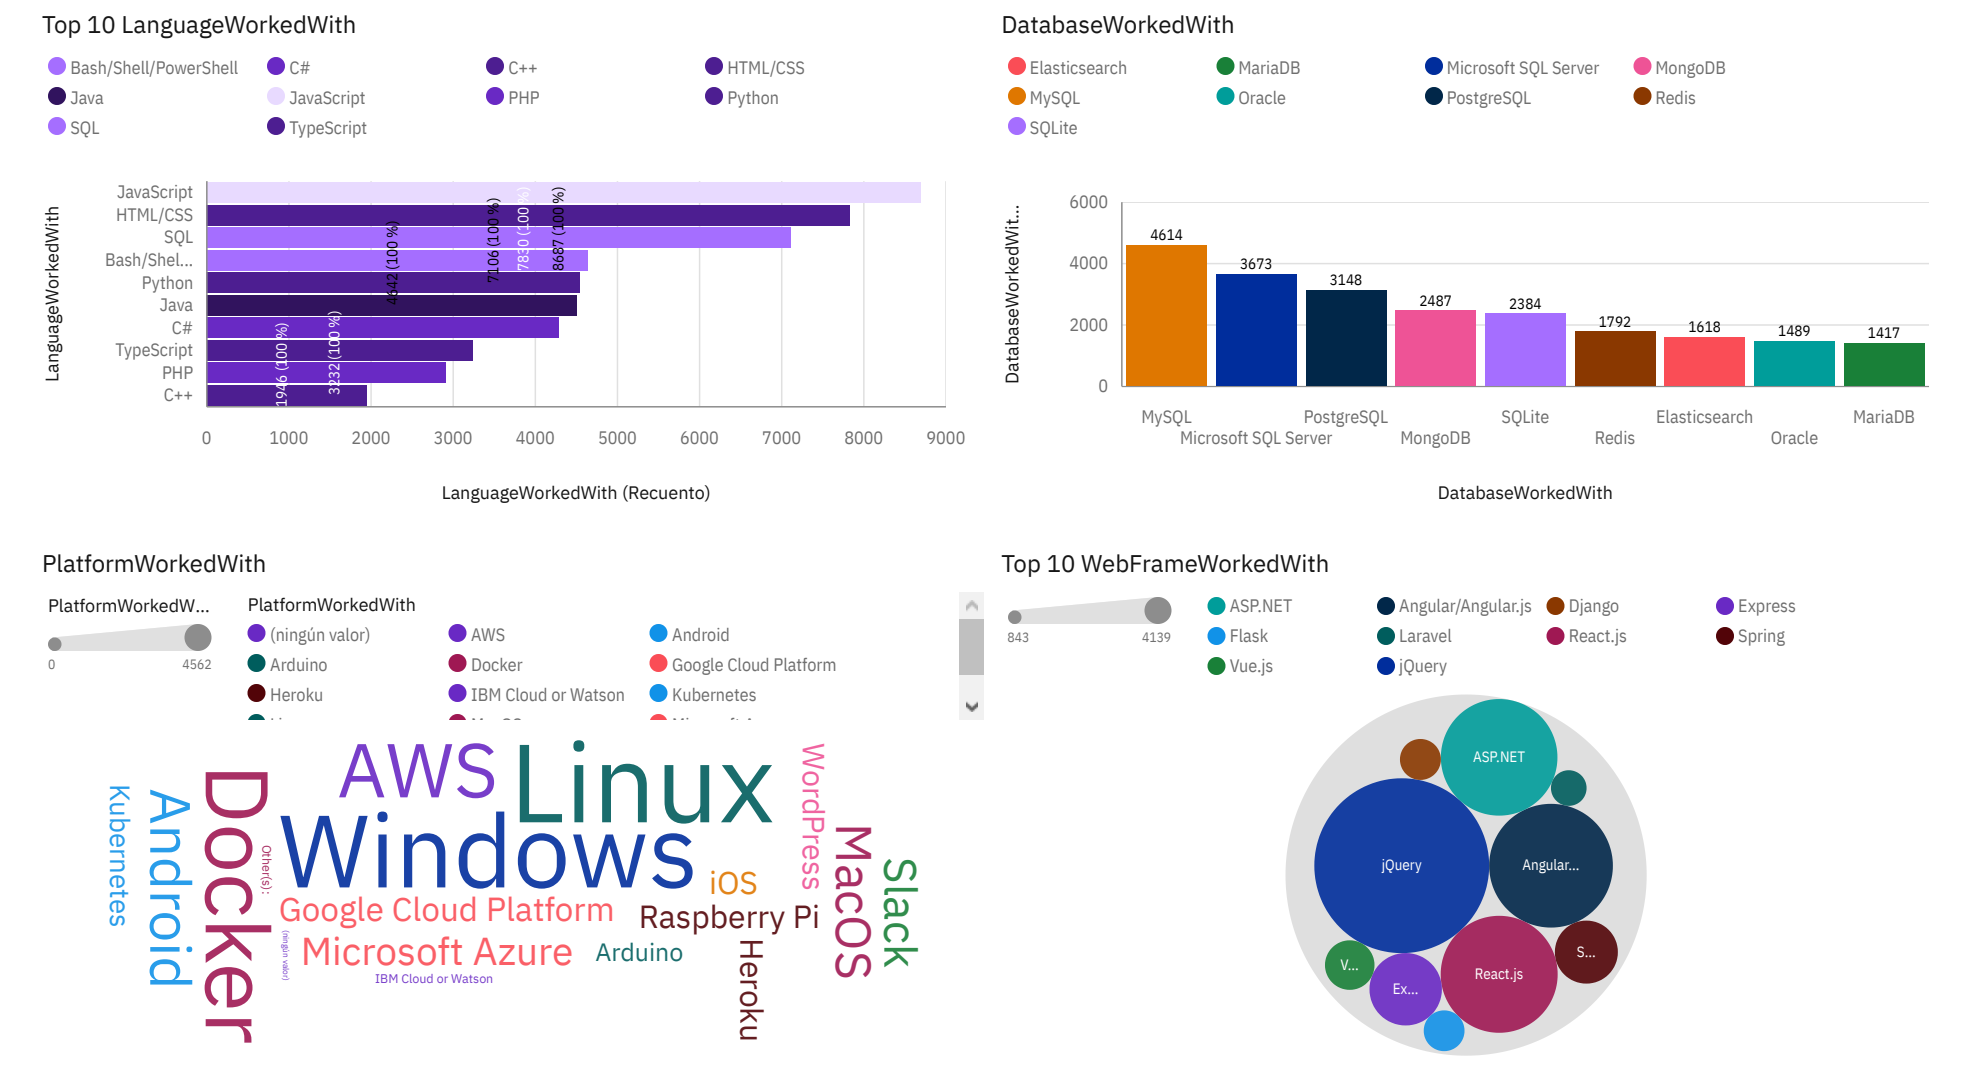 Top 10 LanguageWorkedWith
Bash/Shell/PowerShell C# C++ HTML/CSS
Java JavaScript PHP Python
SQL TypeScript
LanguageWorkedWith
JavaScript
HTML/CSS
SQL
Bash/Shel...
Python
Java
C#
TypeScript
PHP
C++
8687 (100 %)
7830 (100 %)
7106 (100 %)
4642 (100 %)
3232 (100 %)
1946 (100 %)
0 1000 2000 3000 4000 5000 6000 7000 8000 9000
LanguageWorkedWith (Recuento)
DatabaseWorkedWith
Elasticsearch MariaDB Microsoft SQL Server MongoDB
MySQL Oracle PostgreSQL Redis
SQLite
DatabaseWorkedWit...
6000
4000
2000
0
4614 3673 3148 2487 2384 1792 1618 1489 1417
MySQL PostgreSQL SQLite Elasticsearch MariaDB
Microsoft SQL Server MongoDB Redis Oracle
DatabaseWorkedWith
PlatformWorkedWith
PlatformWorkedW...
0 4562
PlatformWorkedWith
(ningún valor) AWS Android
Arduino Docker Google Cloud Platform
Heroku IBM Cloud or Watson Kubernetes
Kubernetes
Android
Docker
Other(s):
(ningún valor)
AWS
Linux
Windows
iOS
Google Cloud Platform
Raspberry Pi
Microsoft Azure
Arduino
IBM Cloud or Watson
Heroku
WordPress
MacOS
Slack
Top 10 WebFrameWorkedWith
843 4139
ASP.NET Angular/Angular.js Django Express
Flask Laravel React.js Spring
Vue.js jQuery
ASP.NET
jQuery
Angular...
V...
Ex...
React.js
S...